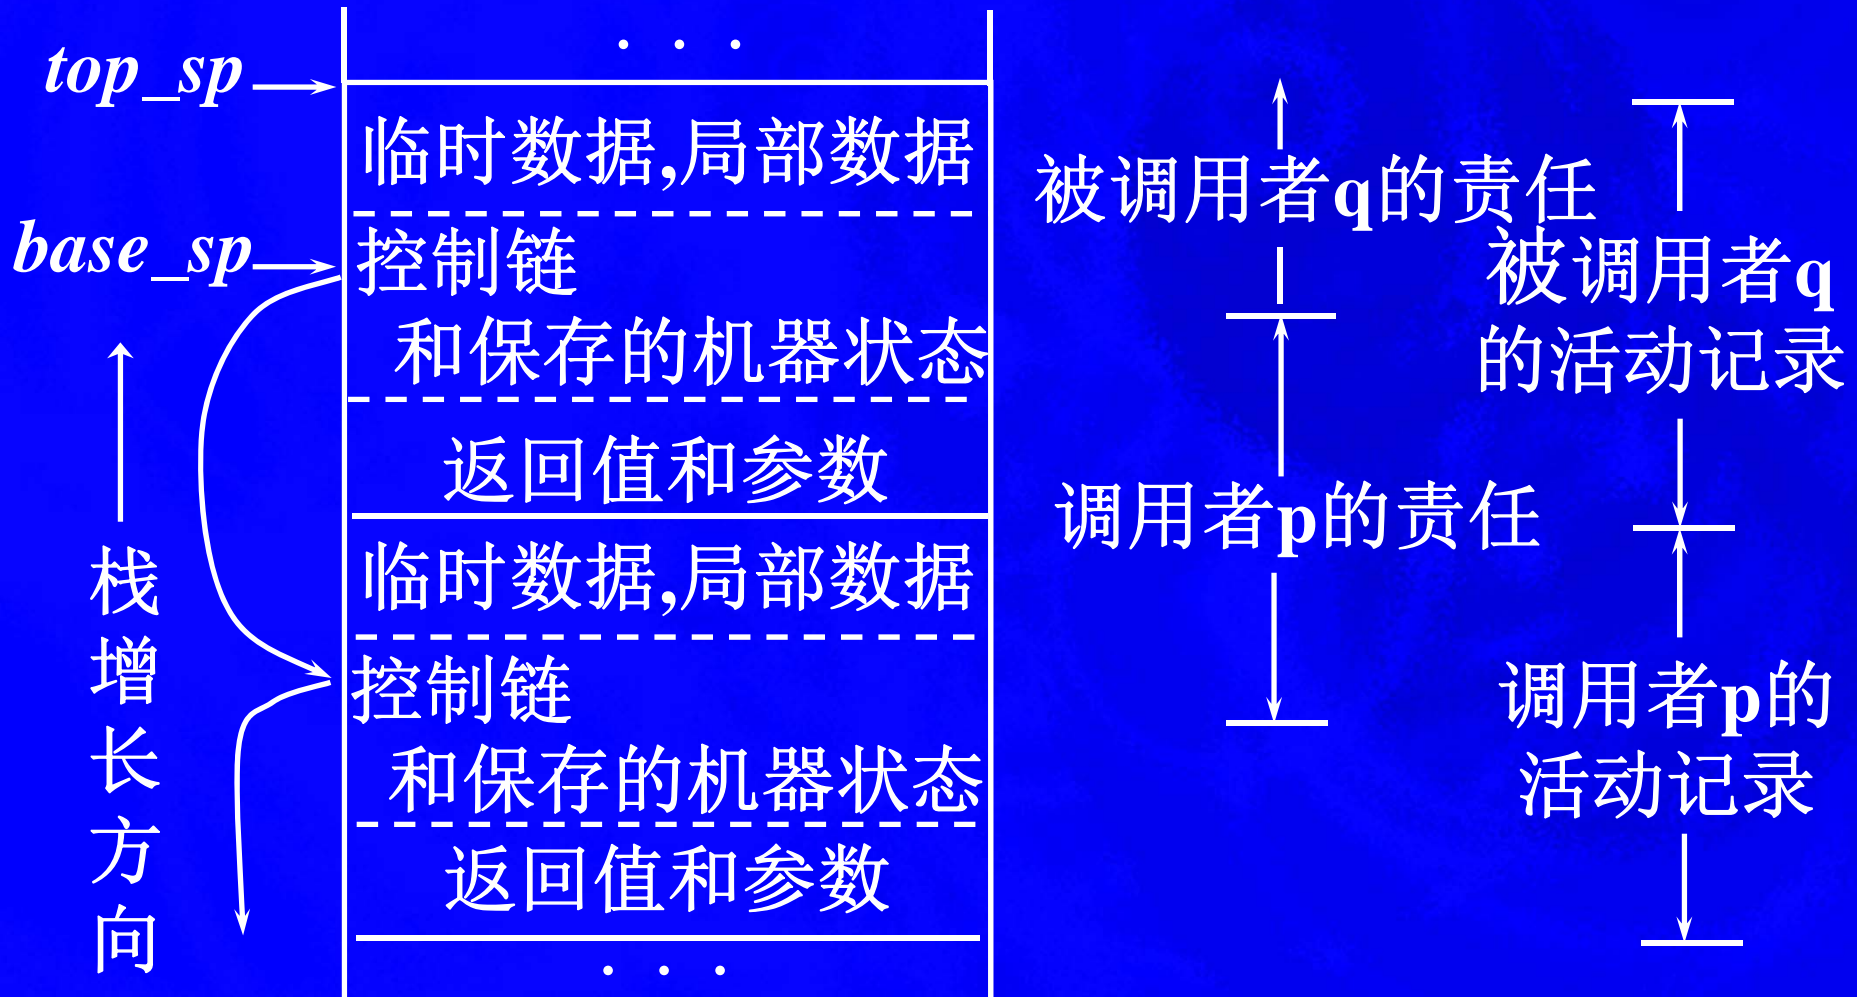 . . .
top_sp
临时数据,局部数据
base_sp
控制链
和保存的机器状态
返回值和参数
临时数据,局部数据
控制链
和保存的机器状态
返回值和参数
. . .
栈增长方向
被调用者q的责任
调用者p的责任
被调用者q
的活动记录
调用者p的
活动记录